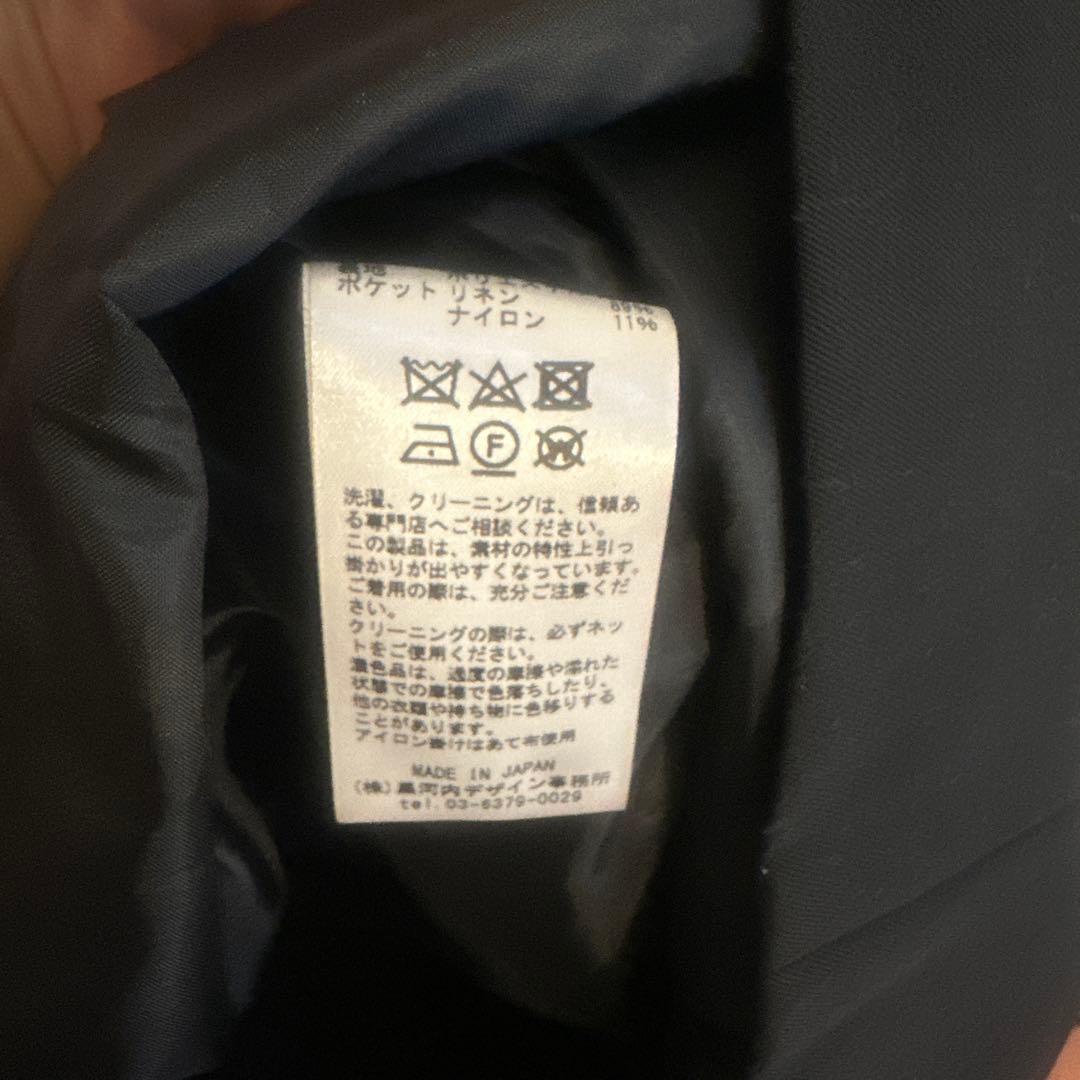 ポケット リネン 89%
ナイロン 11%
F
W
洗濯、クリーニングは、信頼あ
る専門店へご相談ください。
この製品は、素材の特性上引っ
掛かりが出やすくなっています。
ご着用の際は、充分ご注意くだ
さい。
クリーニングの際は、必ずネッ
トをご使用ください。
濃色品は、過度の摩擦や濡れた
状態での摩擦で色落ちしたり、
他の衣類や持ち物に色移りする
ことがあります。
アイロン掛けはあて布使用
MADE IN JAPAN
(株)黒河内デザイン事務所
tel.03-6379-0029